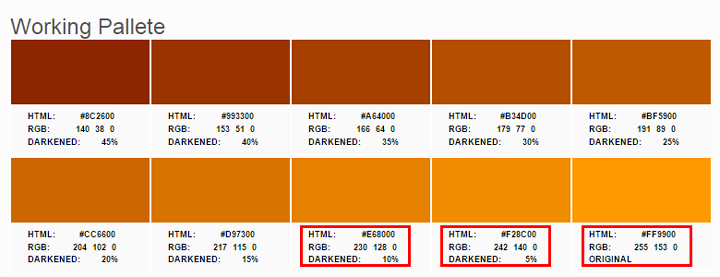 Working Pallete
HTML: #8C2600 HTML: #993300 HTML: #A64000 HTML: #B34D00 HTML: #BF5900
RGB: 140 38 0 RGB: 153 51 0 RGB: 166 64 0 RGB: 179 77 0 RGB: 191 89 0
DARKENED: 45% DARKENED: 40% DARKENED: 35% DARKENED: 30% DARKENED: 25%
HTML: #CC6600 HTML: #D97300 HTML: #E68000 HTML: #F28C00 HTML: #FF9900
RGB: 204 102 0 RGB: 217 115 0 RGB: 230 128 0 RGB: 242 140 0 RGB: 255 153 0
DARKENED: 20% DARKENED: 15% DARKENED: 10% DARKENED: 5% ORIGINAL